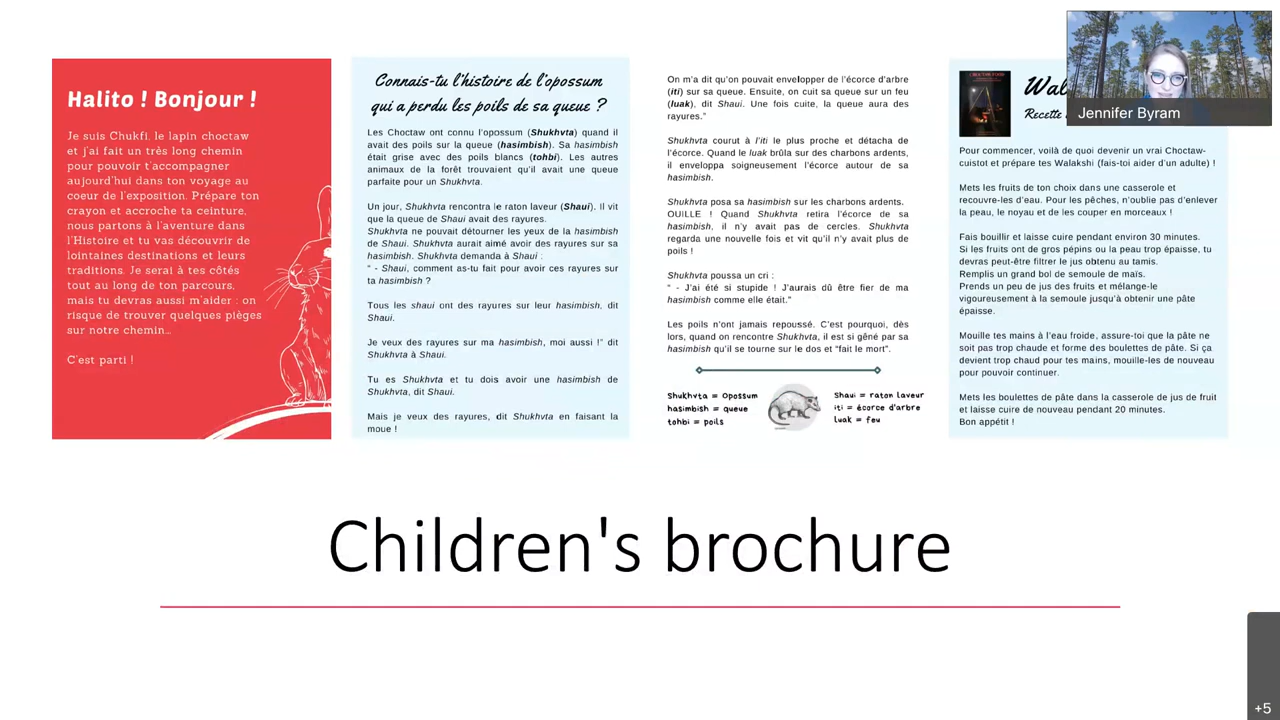 Halito ! Bonjour !
Je suis Chukfi, le lapin choctaw
et j'ai fait un très long chemin
pour pouvoir t'accompagner
aujourd'hui dans ton voyage au
coeur de l'exposition. Prépare ton
crayon et accroche ta ceinture,
nous partons à l'aventure dans
l'Histoire et tu vas découvrir de
lointaines destinations et leurs
traditions. Je serai à tes côtés
tout au long de ton parcours,
mais tu devras aussi m'aider : on
risque de trouver quelques pièges
sur notre chemin...
C'est parti !
Connais-tu l'histoire de l'opossum
qui a perdu les poils de sa queue ?
Les Choctaw ont connu l'opossum (Shukhvta) quand il
avait des poils sur la queue (hasimbish). Sa hasimbish
était grise avec des poils blancs (tohbi). Les autres
animaux de la forêt trouvaient qu'il avait une queue
parfaite pour un Shukhvta.
Un jour, Shukhvta rencontra le raton laveur (Shaui). Il vit
que la queue de Shaui avait des rayures.
Shukhvta ne pouvait détourner les yeux de la hasimbish
de Shaui. Shukhvta aurait aimé avoir des rayures sur sa
hasimbish. Shukhvta demanda à Shaui :
" - Shaui, comment as-tu fait pour avoir ces rayures sur
ta hasimbish ?
Tous les shaui ont des rayures sur leur hasimbish, dit
Shaui.
Je veux des rayures sur ma hasimbish, moi aussi !" dit
Shukhvta à Shaui.
Tu es Shukhvta et tu dois avoir une hasimbish de
Shukhvta, dit Shaui.
Mais je veux des rayures, dit Shukhvta en faisant la
moue !
On m'a dit qu'on pouvait envelopper de l'écorce d'arbre
(iti) sur sa queue. Ensuite, on cuit sa queue sur un feu
(luak), dit Shaui. Une fois cuite, la queue aura des
rayures."
Shukhvta courut à l'iti le plus proche et détacha de
l'écorce. Quand le luak brûla sur des charbons ardents,
il enveloppa soigneusement l'écorce autour de sa
hasimbish.
Shukhvta posa sa hasimbish sur les charbons ardents.
OUILLE ! Quand Shukhvta retira l'écorce de sa
hasimbish, il n'y avait pas de cercles. Shukhvta
regarda une nouvelle fois et vit qu'il n'y avait plus de
poils !
Shukhvta poussa un cri :
" - J'ai été si stupide ! J'aurais dû être fier de ma
hasimbish comme elle était."
Les poils n'ont jamais repoussé. C'est pourquoi, dès
lors, quand on rencontre Shukhvta, il est si gêné par sa
hasimbish qu'il se tourne sur le dos et "fait le mort".
Shukhvta = Opossum
hasimbish = queue
tohbi = poils
Shaui = raton laveur
iti = écorce d'arbre
luak = feu
Recette
Pour commencer, voilà de quoi devenir un vrai Choctaw-
cuistot et prépare tes Walakshi (fais-toi aider d'un adulte) !
Mets les fruits de ton choix dans une casserole et
recouvre-les d'eau. Pour les pêches, n'oublie pas d'enlever
la peau, le noyau et de les couper en morceaux !
Fais bouillir et laisse cuire pendant environ 30 minutes.
Si les fruits ont de gros pépins ou la peau trop épaisse, tu
devras peut-être filtrer le jus obtenu au tamis.
Remplis un grand bol de semoule de maïs.
Prends un peu de jus des fruits et mélange-le
vigoureusement à la semoule jusqu'à obtenir une pâte
épaisse.
Mouille tes mains à l'eau froide, assure-toi que la pâte ne
soit pas trop chaude et forme des boulettes de pâte. Si ça
devient trop chaud pour tes mains, mouille-les de nouveau
pour pouvoir continuer.
Mets les boulettes de pâte dans la casserole de jus de fruit
et laisse cuire de nouveau pendant 20 minutes.
Bon appétit !
Jennifer Byram
Children's brochure
+5